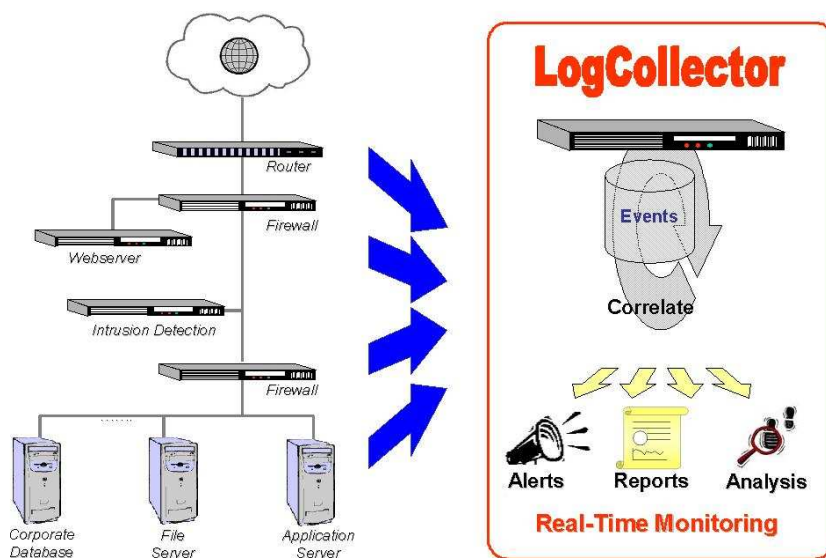 Router
Firewall
Webserver
Intrusion Detection
Firewall
Corporate
Database
File
Server
Application
Server
LogCollector
Events
Correlate
Alerts
Reports
Analysis
Real-Time Monitoring